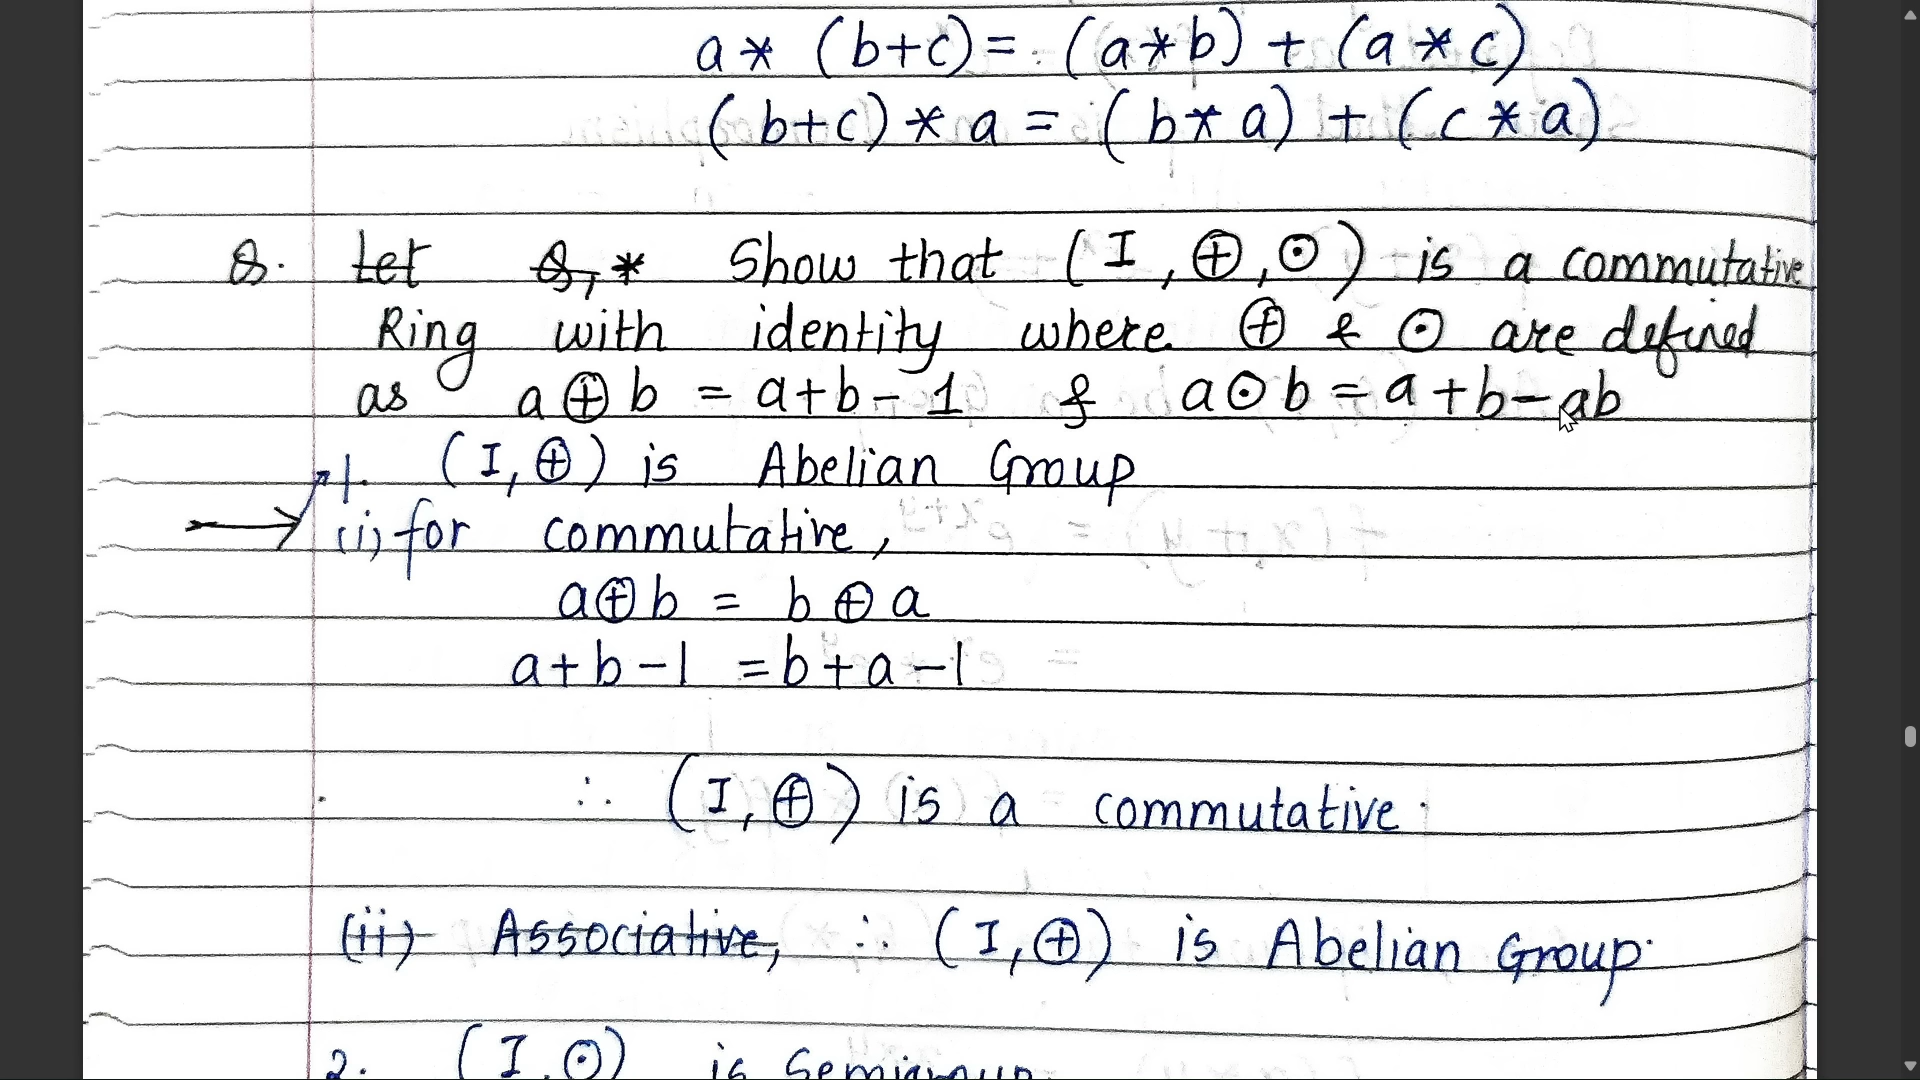 a * (b+c) = (a*b) + (a * c)
(b+c) * a = (b* a) + (c * a)
Q. Let Q, * Show that (I, ⊕, ⊙) is a commutative
Ring with identity where ⊕ & ⊙ are defined
as a ⊕ b = a+b-1 & a ⊙ b = a+b-ab
1. (I, ⊕) is Abelian Group
→ (i) for commutative,
a ⊕ b = b ⊕ a
a+b-1 = b+a-1
∴ (I, ⊕) is a commutative.
(ii) Associative, ∴ (I, ⊕) is Abelian Group.
2. (I, ⊙) is Semigroup